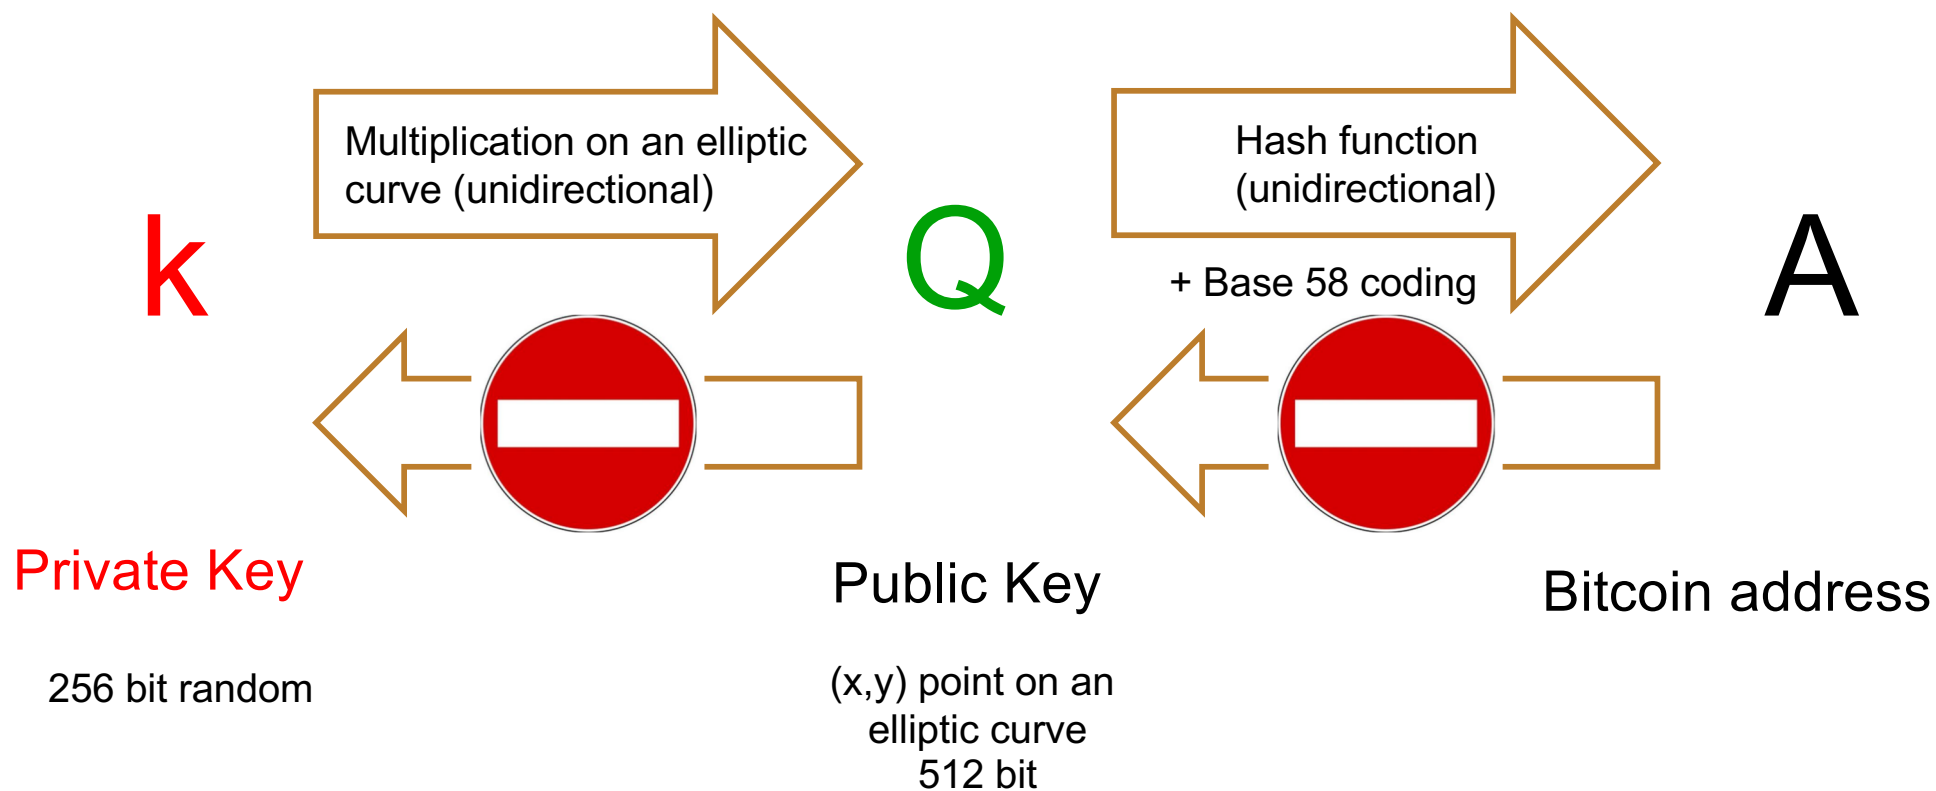 Multiplication on an elliptic
curve (unidirectional)
Hash function
(unidirectional)
k
Q
+ Base 58 coding
A
Private Key
Public Key
Bitcoin address
256 bit random
(x,y) point on an
elliptic curve
512 bit